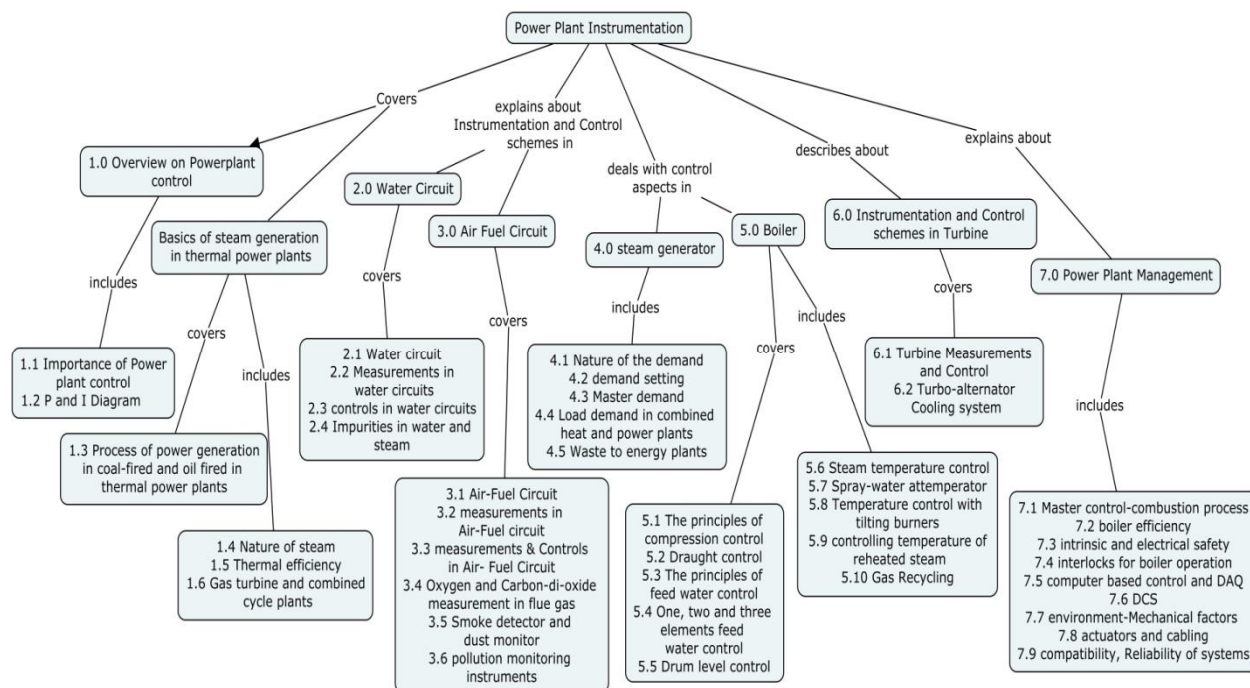 Power Plant Instrumentation
Covers
explains about
Instrumentation and Control
schemes in
deals with control
aspects in
describes about
explains about
1.0 Overview on Powerplant
control
2.0 Water Circuit
3.0 Air Fuel Circuit
4.0 steam generator
5.0 Boiler
6.0 Instrumentation and Control
schemes in Turbine
7.0 Power Plant Management
Basics of steam generation
in thermal power plants
includes
covers
includes
covers
covers
includes
covers
includes
covers
includes
1.1 Importance of Power
plant control
1.2 P and I Diagram
1.3 Process of power generation
in coal-fired and oil fired in
thermal power plants
1.4 Nature of steam
1.5 Thermal efficiency
1.6 Gas turbine and combined
cycle plants
2.1 Water circuit
2.2 Measurements in
water circuits
2.3 controls in water circuits
2.4 Impurities in water and
steam
3.1 Air-Fuel Circuit
3.2 measurements in
Air-Fuel circuit
3.3 measurements & Controls
in Air- Fuel Circuit
3.4 Oxygen and Carbon-di-oxide
measurement in flue gas
3.5 Smoke detector and
dust monitor
3.6 pollution monitoring
instruments
4.1 Nature of the demand
4.2 demand setting
4.3 Master demand
4.4 Load demand in combined
heat and power plants
4.5 Waste to energy plants
5.1 The principles of
compression control
5.2 Draught control
5.3 The principles of
feed water control
5.4 One, two and three
elements feed
water control
5.5 Drum level control
5.6 Steam temperature control
5.7 Spray-water attemperator
5.8 Temperature control with
tilting burners
5.9 controlling temperature of
reheated steam
5.10 Gas Recycling
6.1 Turbine Measurements
and Control
6.2 Turbo-alternator
Cooling system
7.1 Master control-combustion process
7.2 boiler efficiency
7.3 intrinsic and electrical safety
7.4 interlocks for boiler operation
7.5 computer based control and DAQ
7.6 DCS
7.7 environment-Mechanical factors
7.8 actuators and cabling
7.9 compatibility, Reliability of systems